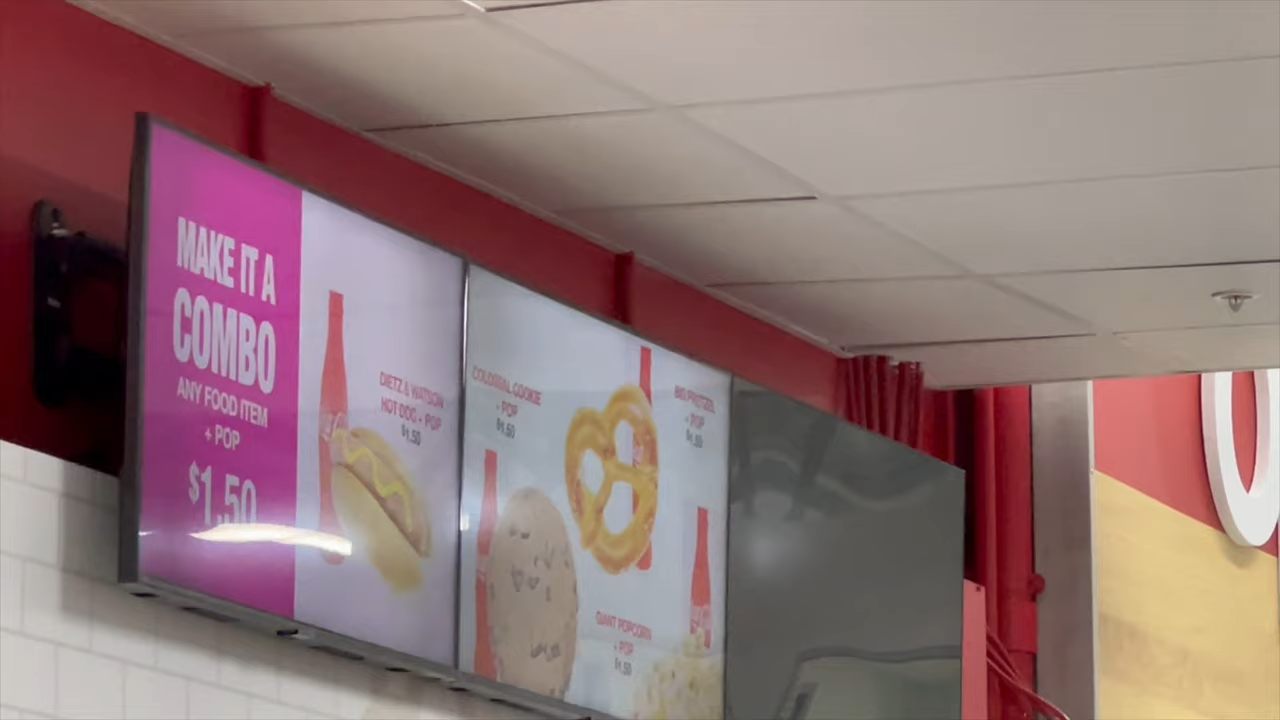 MAKE IT A
COMBO
ANY FOOD ITEM
+ POP
$1.50
DIETZ & WATSON
HOT DOG + POP
$1.50
COLOSSAL COOKIE
+ POP
$1.50
BIG PRETZEL
+ POP
$1.50
GIANT POPCORN
+ POP
$1.50